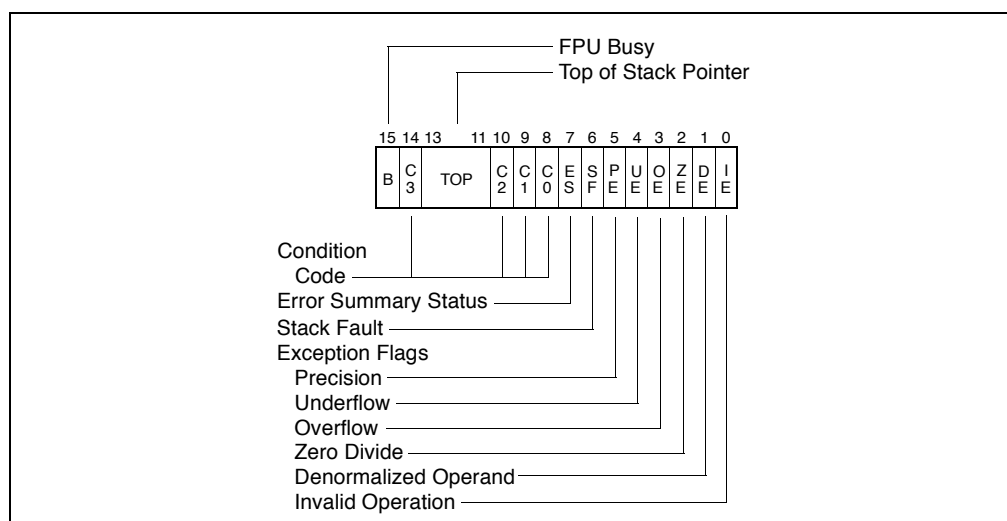 FPU Busy
Top of Stack Pointer
15 14 13 11 10 9 8 7 6 5 4 3 2 1 0
B C3 TOP C2 C1 C0 ES SF PE UE OE ZE DE IE
Condition
Code
Error Summary Status
Stack Fault
Exception Flags
Precision
Underflow
Overflow
Zero Divide
Denormalized Operand
Invalid Operation